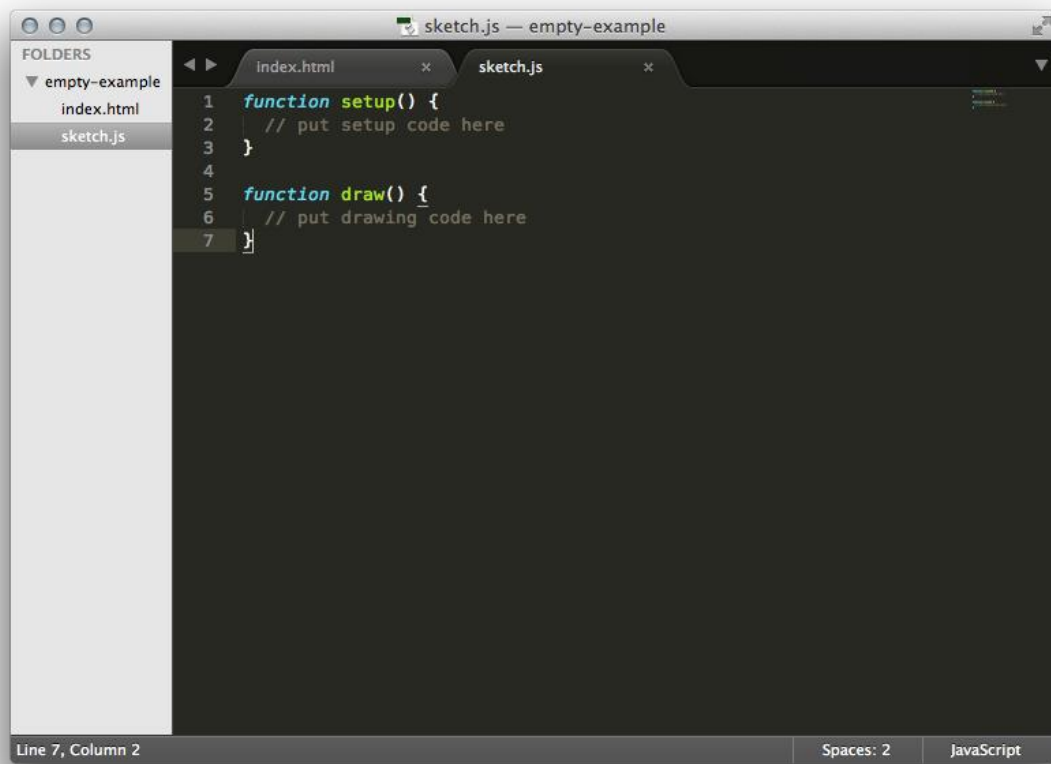 sketch.js — empty-example
FOLDERS
empty-example
index.html
sketch.js
index.html × sketch.js ×
1 function setup() {
2 // put setup code here
3 }
4
5 function draw() {
6 // put drawing code here
7 }
Line 7, Column 2 Spaces: 2 JavaScript